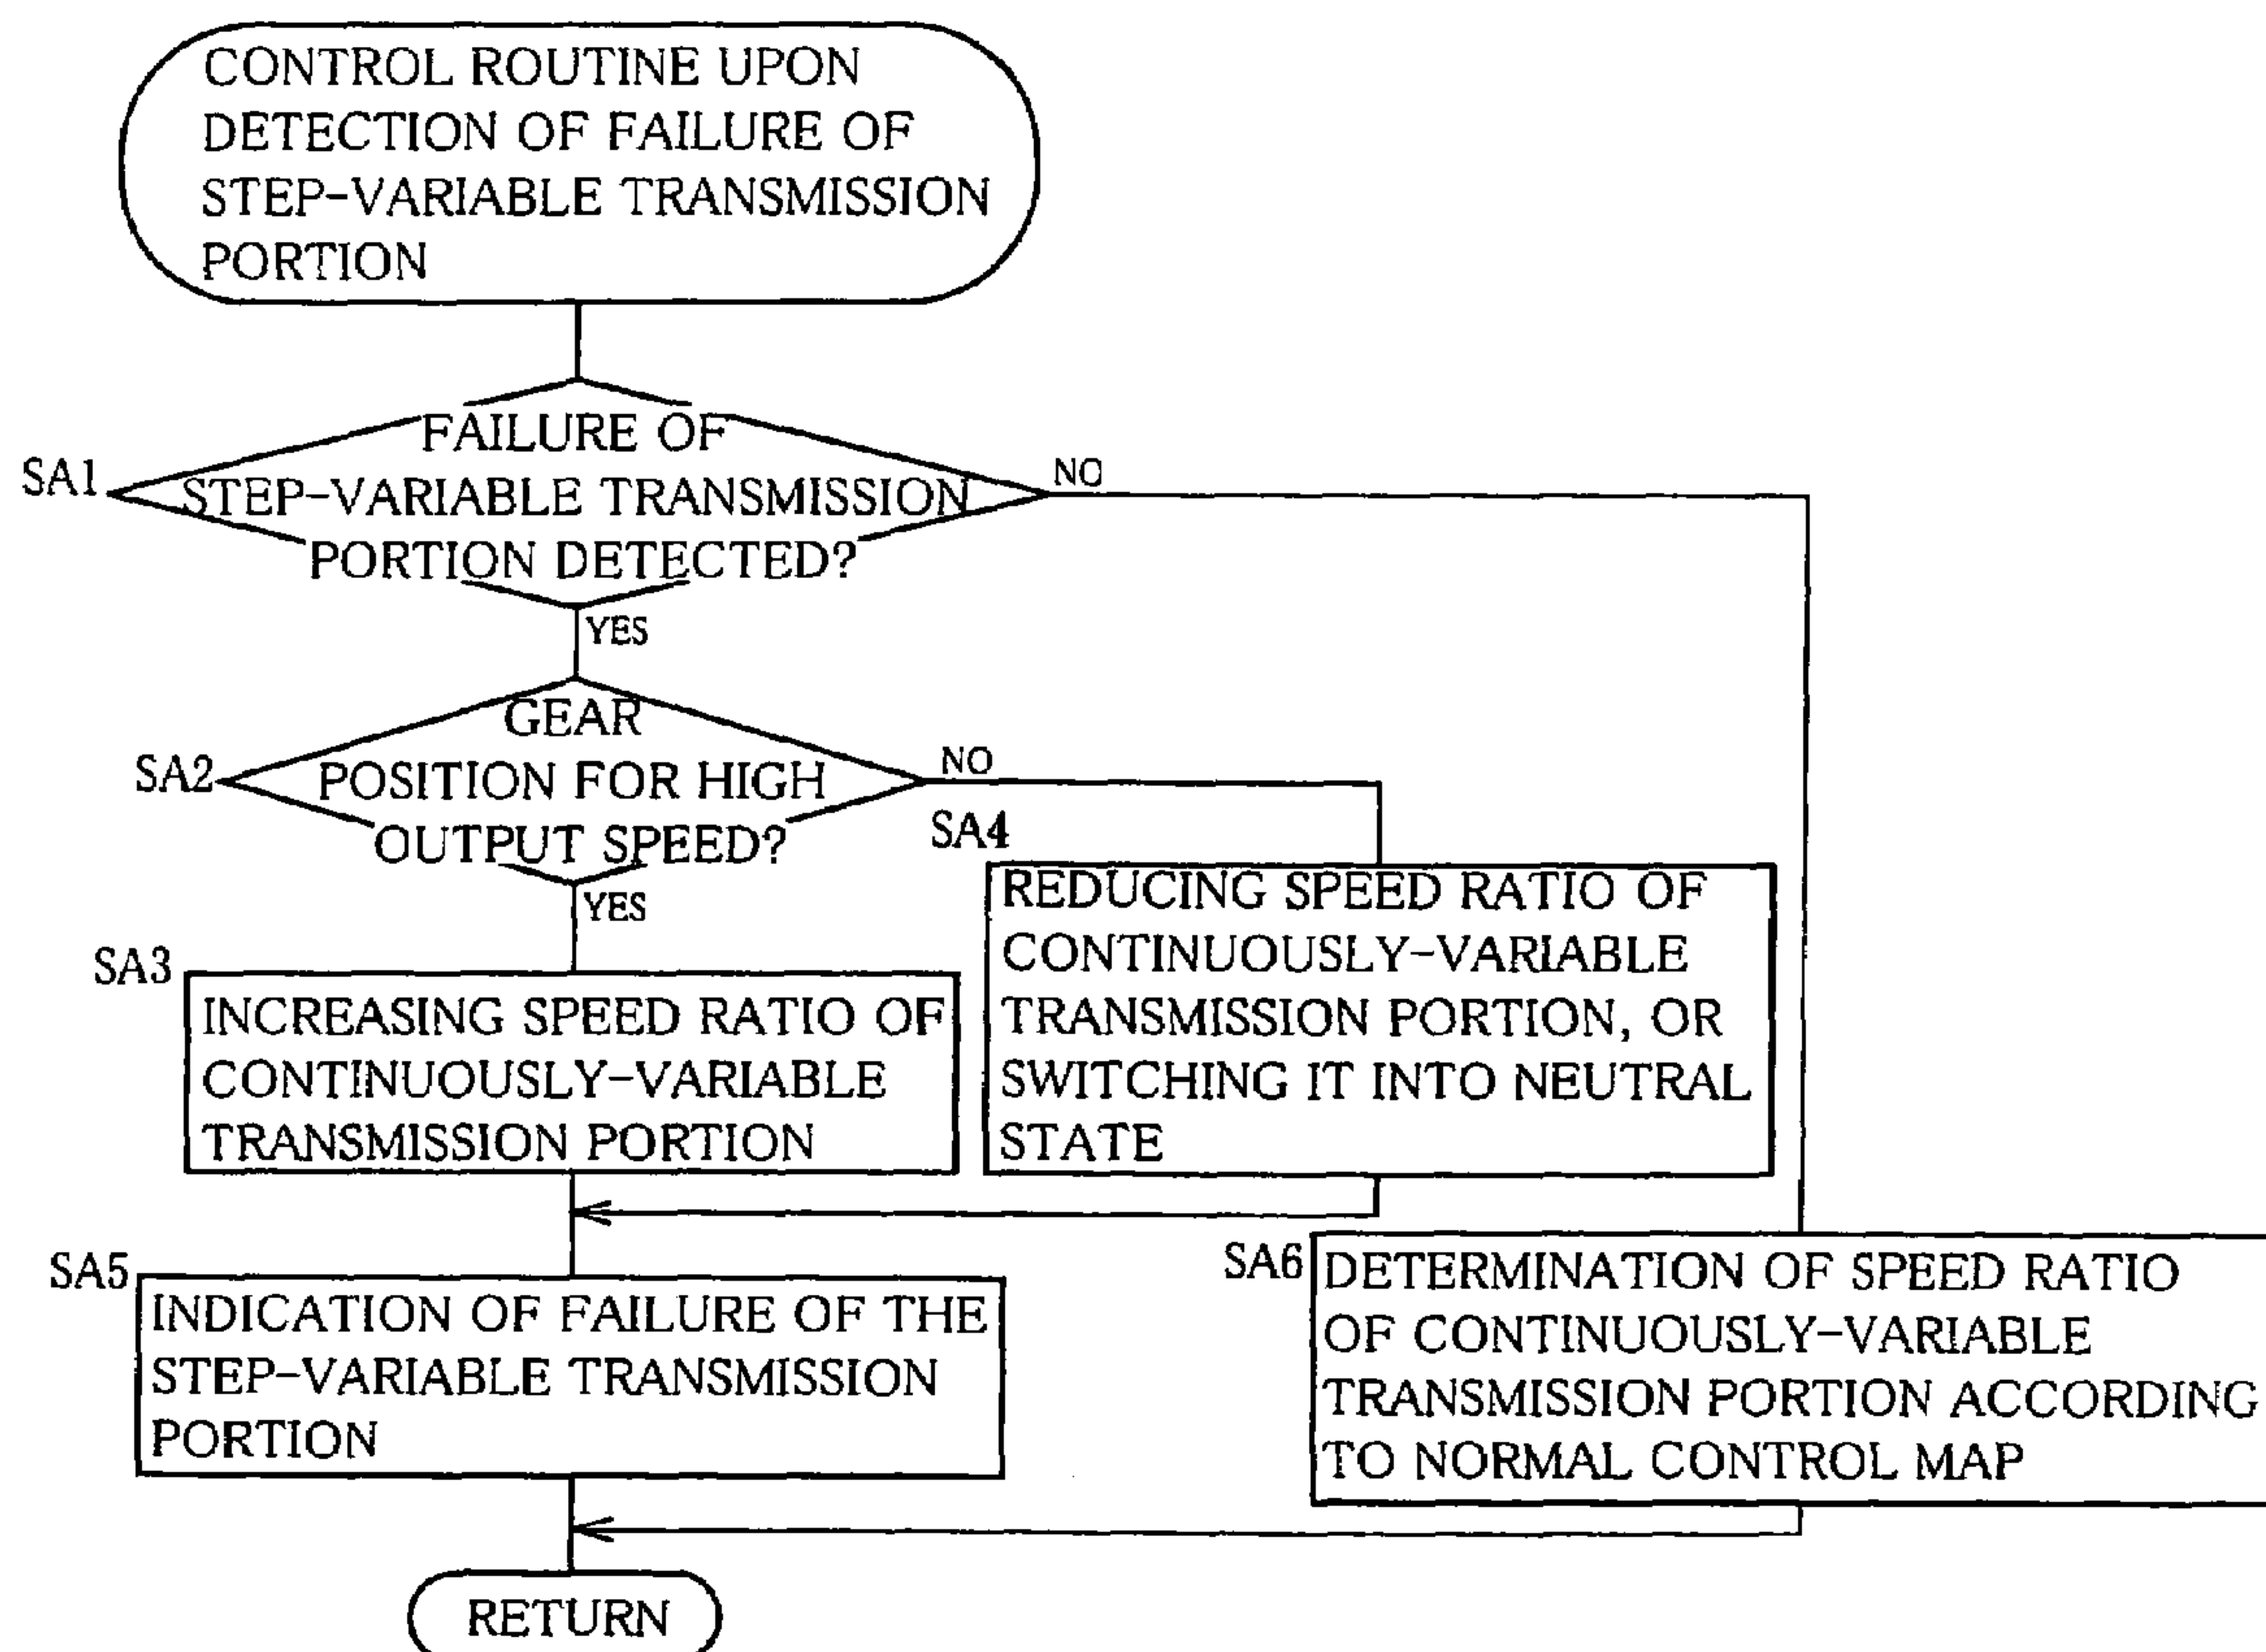 CONTROL ROUTINE UPON
DETECTION OF FAILURE OF
STEP-VARIABLE TRANSMISSION
PORTION
SA1
FAILURE OF
STEP-VARIABLE TRANSMISSION
PORTION DETECTED?
NO
YES
SA2
GEAR
POSITION FOR HIGH
OUTPUT SPEED?
NO
YES
SA3
INCREASING SPEED RATIO OF
CONTINUOUSLY-VARIABLE
TRANSMISSION PORTION
SA4
REDUCING SPEED RATIO OF
CONTINUOUSLY-VARIABLE
TRANSMISSION PORTION, OR
SWITCHING IT INTO NEUTRAL
STATE
SA5
INDICATION OF FAILURE OF THE
STEP-VARIABLE TRANSMISSION
PORTION
SA6
DETERMINATION OF SPEED RATIO
OF CONTINUOUSLY-VARIABLE
TRANSMISSION PORTION ACCORDING
TO NORMAL CONTROL MAP
RETURN